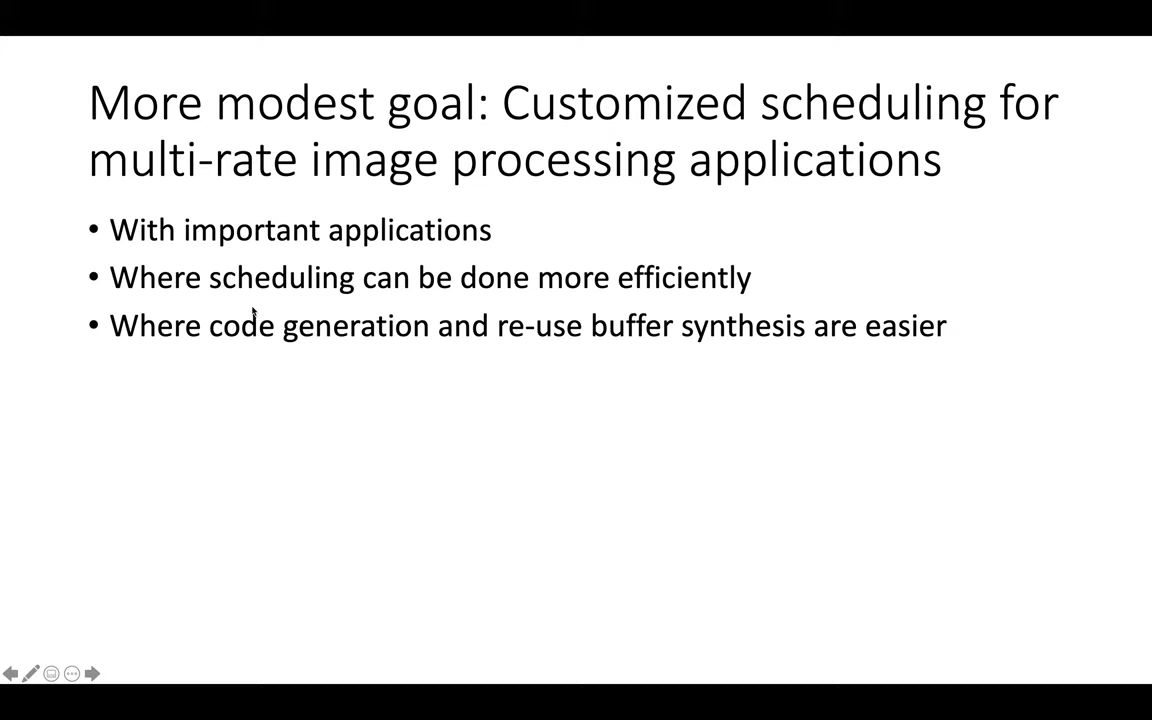 More modest goal: Customized scheduling for
multi-rate image processing applications
• With important applications
• Where scheduling can be done more efficiently
• Where code generation and re-use buffer synthesis are easier